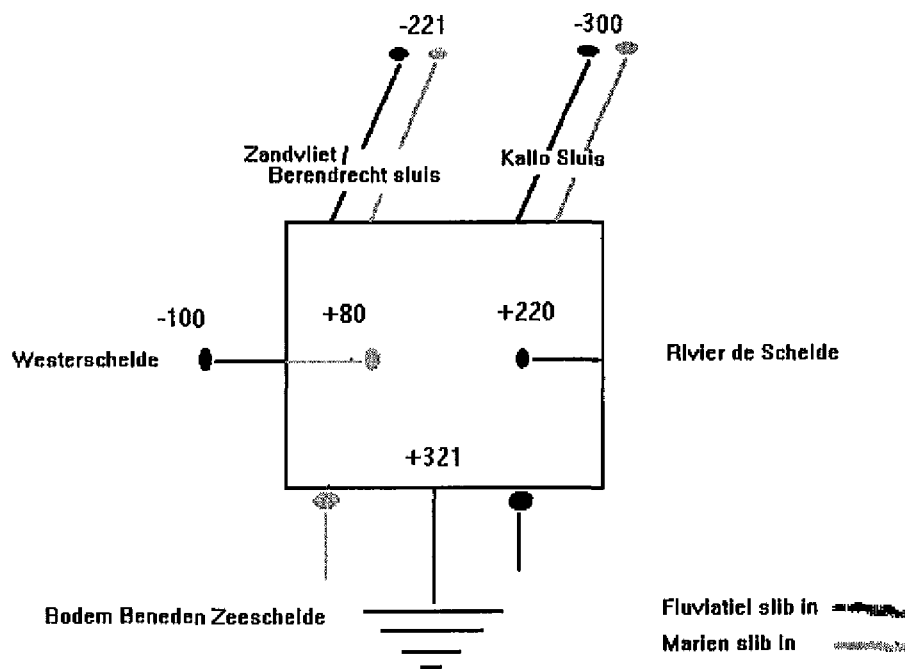 -221
-300
Zandvliet /
Berendrecht sluis
Kallo Sluis
-100
+80
+220
Westerschelde
Rivier de Schelde
+321
Bodem Beneden Zeeschelde
Fluviatiel slib in
Marien slib in